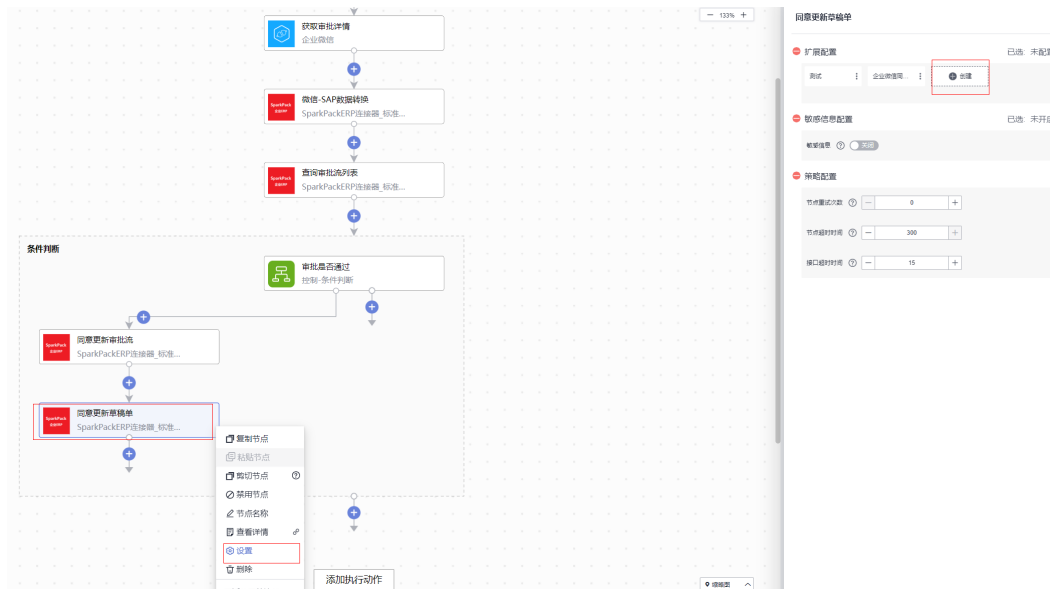 获取审批详情
企业微信
微信-SAP数据转换
SparkPackERP连接器_标准...
查询审批流列表
SparkPackERP连接器_标准...
条件判断
审批是否通过
控制-条件判断
同意更新审批流
SparkPackERP连接器_标准...
同意更新草稿单
SparkPackERP连接器_标准...
复制节点
粘贴节点
剪切节点
禁用节点
节点名称
查看详情
设置
删除
添加执行动作
133%
缩略图
同意更新草稿单
扩展配置
已选: 未配置
测试
企业微信同...
创建
敏感信息配置
已选: 未开启
敏感信息
关闭
策略配置
节点重试次数
0
节点超时时间
300
接口超时时间
15